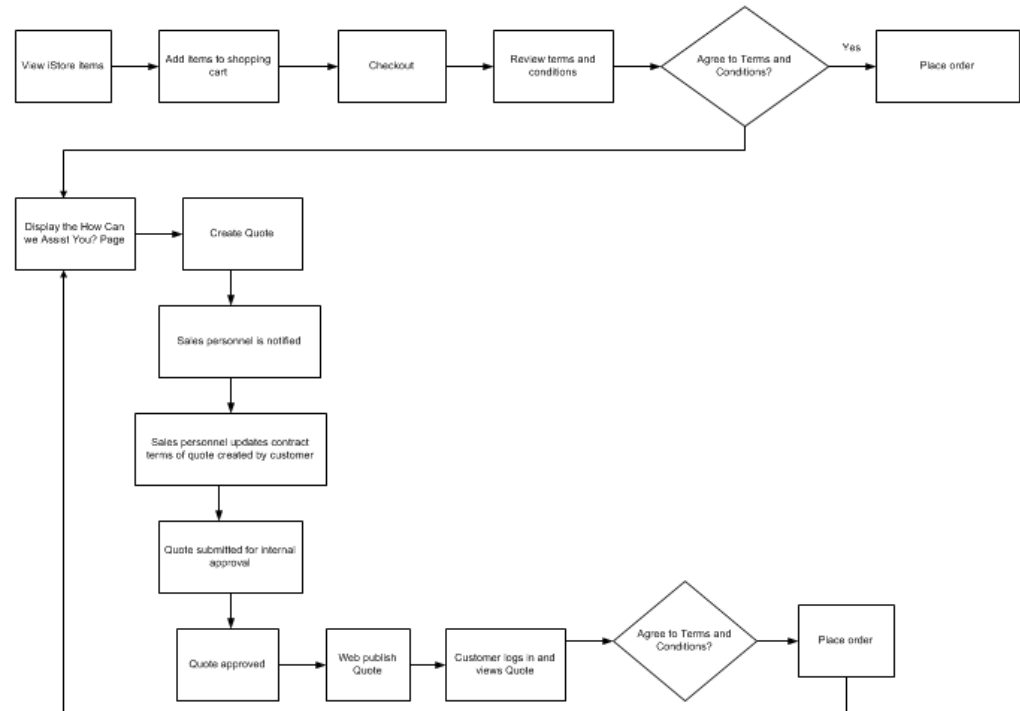 View iStore items
Add items to shopping
cart
Checkout
Review terms and
conditions
Agree to Terms and
Conditions?
Yes
Place order
Display the How Can
we Assist You? Page
Create Quote
Sales personnel is notified
Sales personnel updates contract
terms of quote created by customer
Quote submitted for internal
approval
Quote approved
Web publish
Quote
Customer logs in and
views Quote
Agree to Terms and
Conditions?
Place order